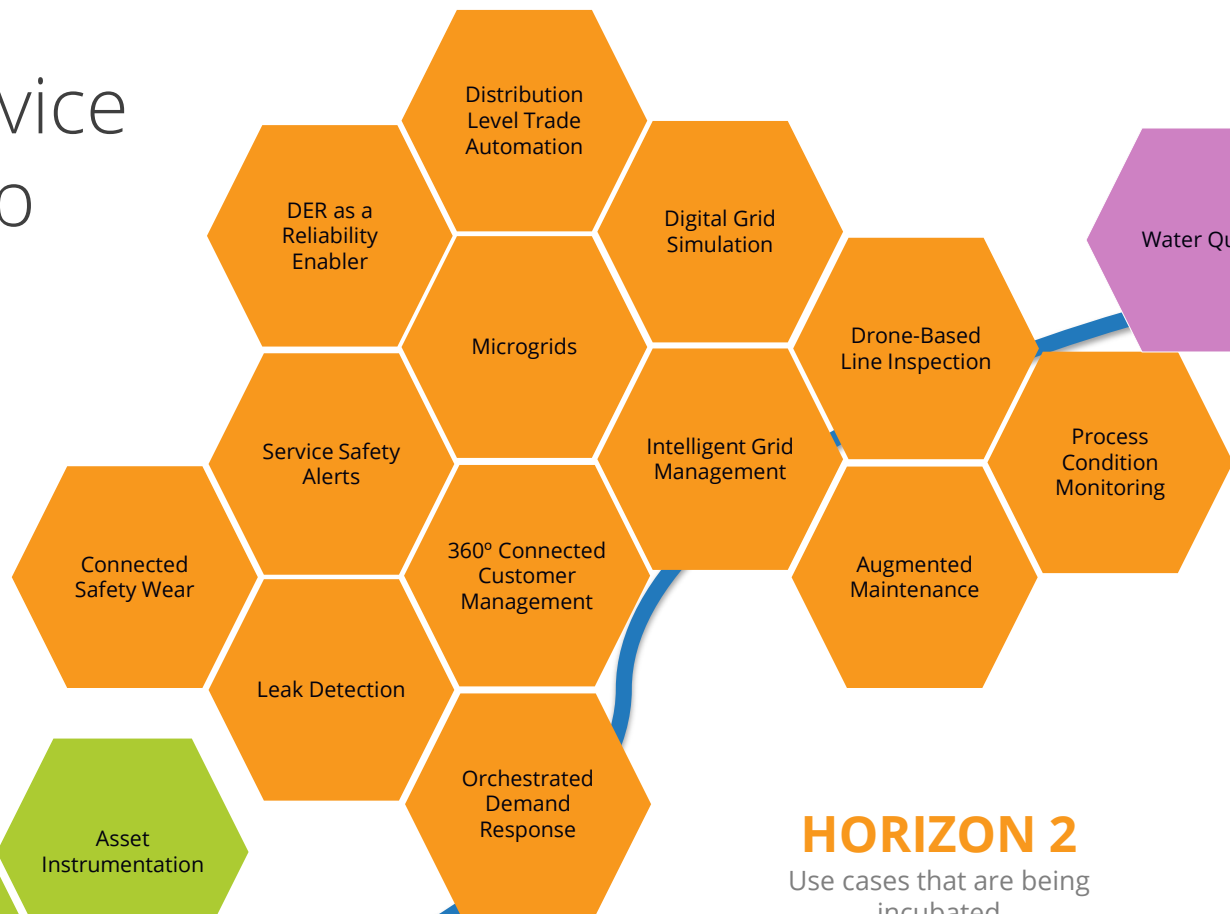 vice
o
Distribution
Level Trade
Automation
DER as a
Reliability
Enabler
Digital Grid
Simulation
Water Qu
Microgrids
Drone-Based
Line Inspection
Service Safety
Alerts
Intelligent Grid
Management
Process
Condition
Monitoring
Connected
Safety Wear
360º Connected
Customer
Management
Augmented
Maintenance
Leak Detection
Orchestrated
Demand
Response
Asset
Instrumentation
HORIZON 2
Use cases that are being
incubated